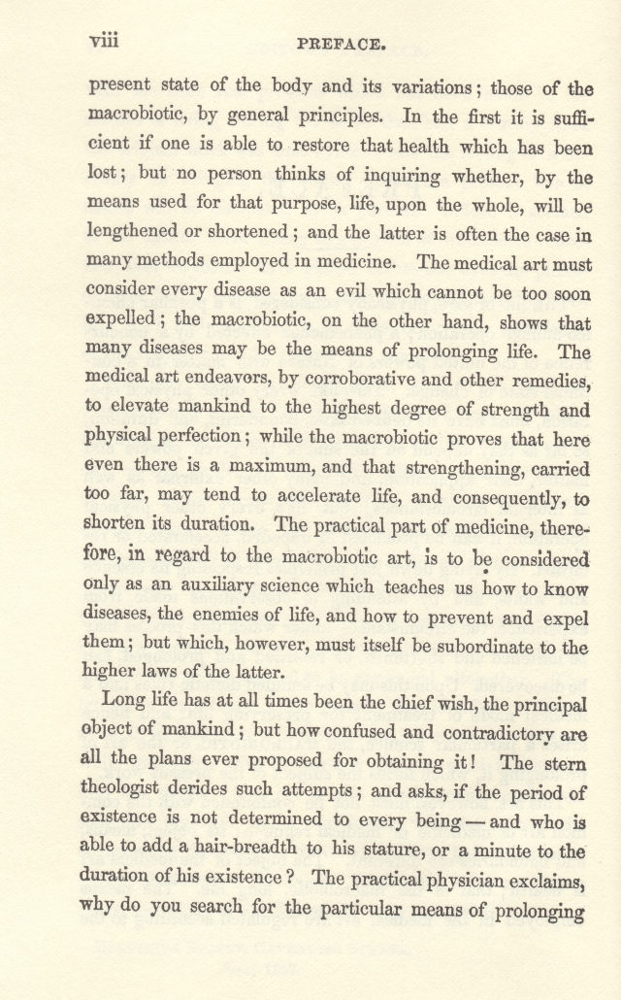 viii
PREFACE.
present state of the body and its variations; those of the
macrobiotic, by general principles. In the first it is suffi-
cient if one is able to restore that health which has been
lost; but no person thinks of inquiring whether, by the
means used for that purpose, life, upon the whole, will be
lengthened or shortened; and the latter is often the case in
many methods employed in medicine. The medical art must
consider every disease as an evil which cannot be too soon
expelled; the macrobiotic, on the other hand, shows that
many diseases may be the means of prolonging life. The
medical art endeavors, by corroborative and other remedies,
to elevate mankind to the highest degree of strength and
physical perfection; while the macrobiotic proves that here
even there is a maximum, and that strengthening, carried
too far, may tend to accelerate life, and consequently, to
shorten its duration. The practical part of medicine, there-
fore, in regard to the macrobiotic art, is to be considered
only as an auxiliary science which teaches us how to know
diseases, the enemies of life, and how to prevent and expel
them; but which, however, must itself be subordinate to the
higher laws of the latter.
Long life has at all times been the chief wish, the principal
object of mankind; but how confused and contradictory are
all the plans ever proposed for obtaining it! The stern
theologist derides such attempts; and asks, if the period of
existence is not determined to every being — and who is
able to add a hair-breadth to his stature, or a minute to the
duration of his existence? The practical physician exclaims,
why do you search for the particular means of prolonging